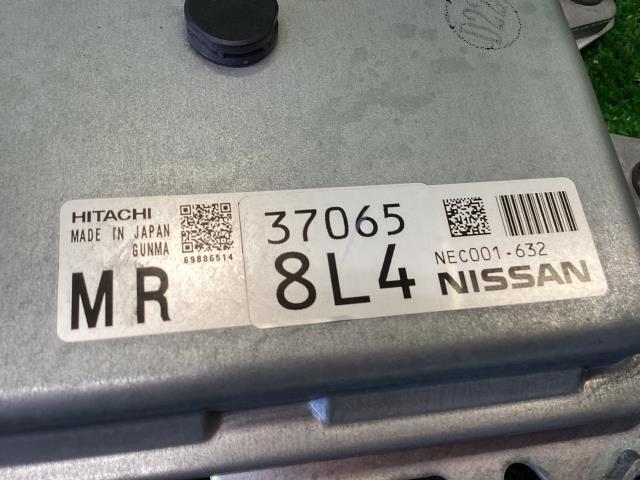 HITACHI
MADE IN JAPAN
GUNMA
69886514
MR
37065
8L4
NEC001-632
NISSAN